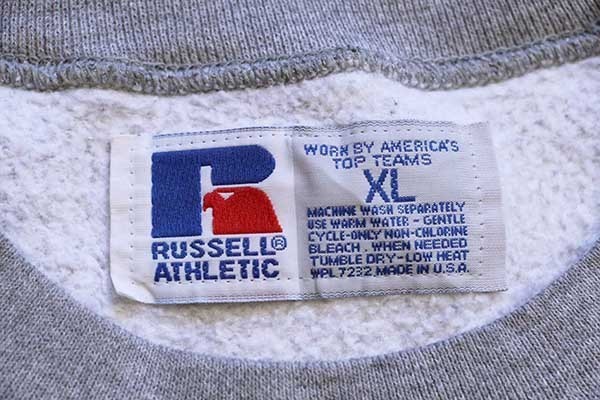 RUSSELL®
ATHLETIC
WORN BY AMERICA'S
TOP TEAMS
XL
MACHINE WASH SEPARATELY
USE WARM WATER - GENTLE
CYCLE-ONLY NON-CHLORINE
BLEACH. WHEN NEEDED
TUMBLE DRY-LOW HEAT
WPL 7232 MADE IN U.S.A.